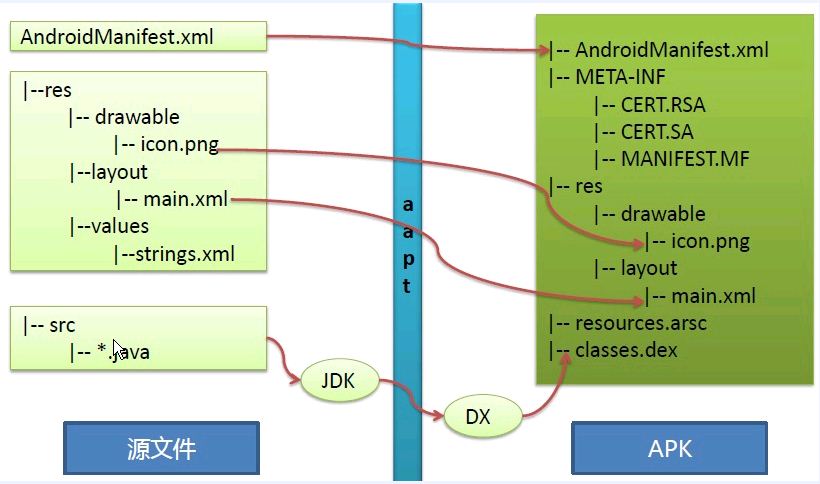 AndroidManifest.xml
|--res
|-- drawable
|-- icon.png
|--layout
|-- main.xml
|--values
|--strings.xml
|-- src
|-- *.java
JDK
DX
源文件
a
a
p
t
|-- AndroidManifest.xml
|-- META-INF
|-- CERT.RSA
|-- CERT.SA
|-- MANIFEST.MF
|-- res
|-- drawable
|-- icon.png
|-- layout
|-- main.xml
|-- resources.arsc
|-- classes.dex
APK